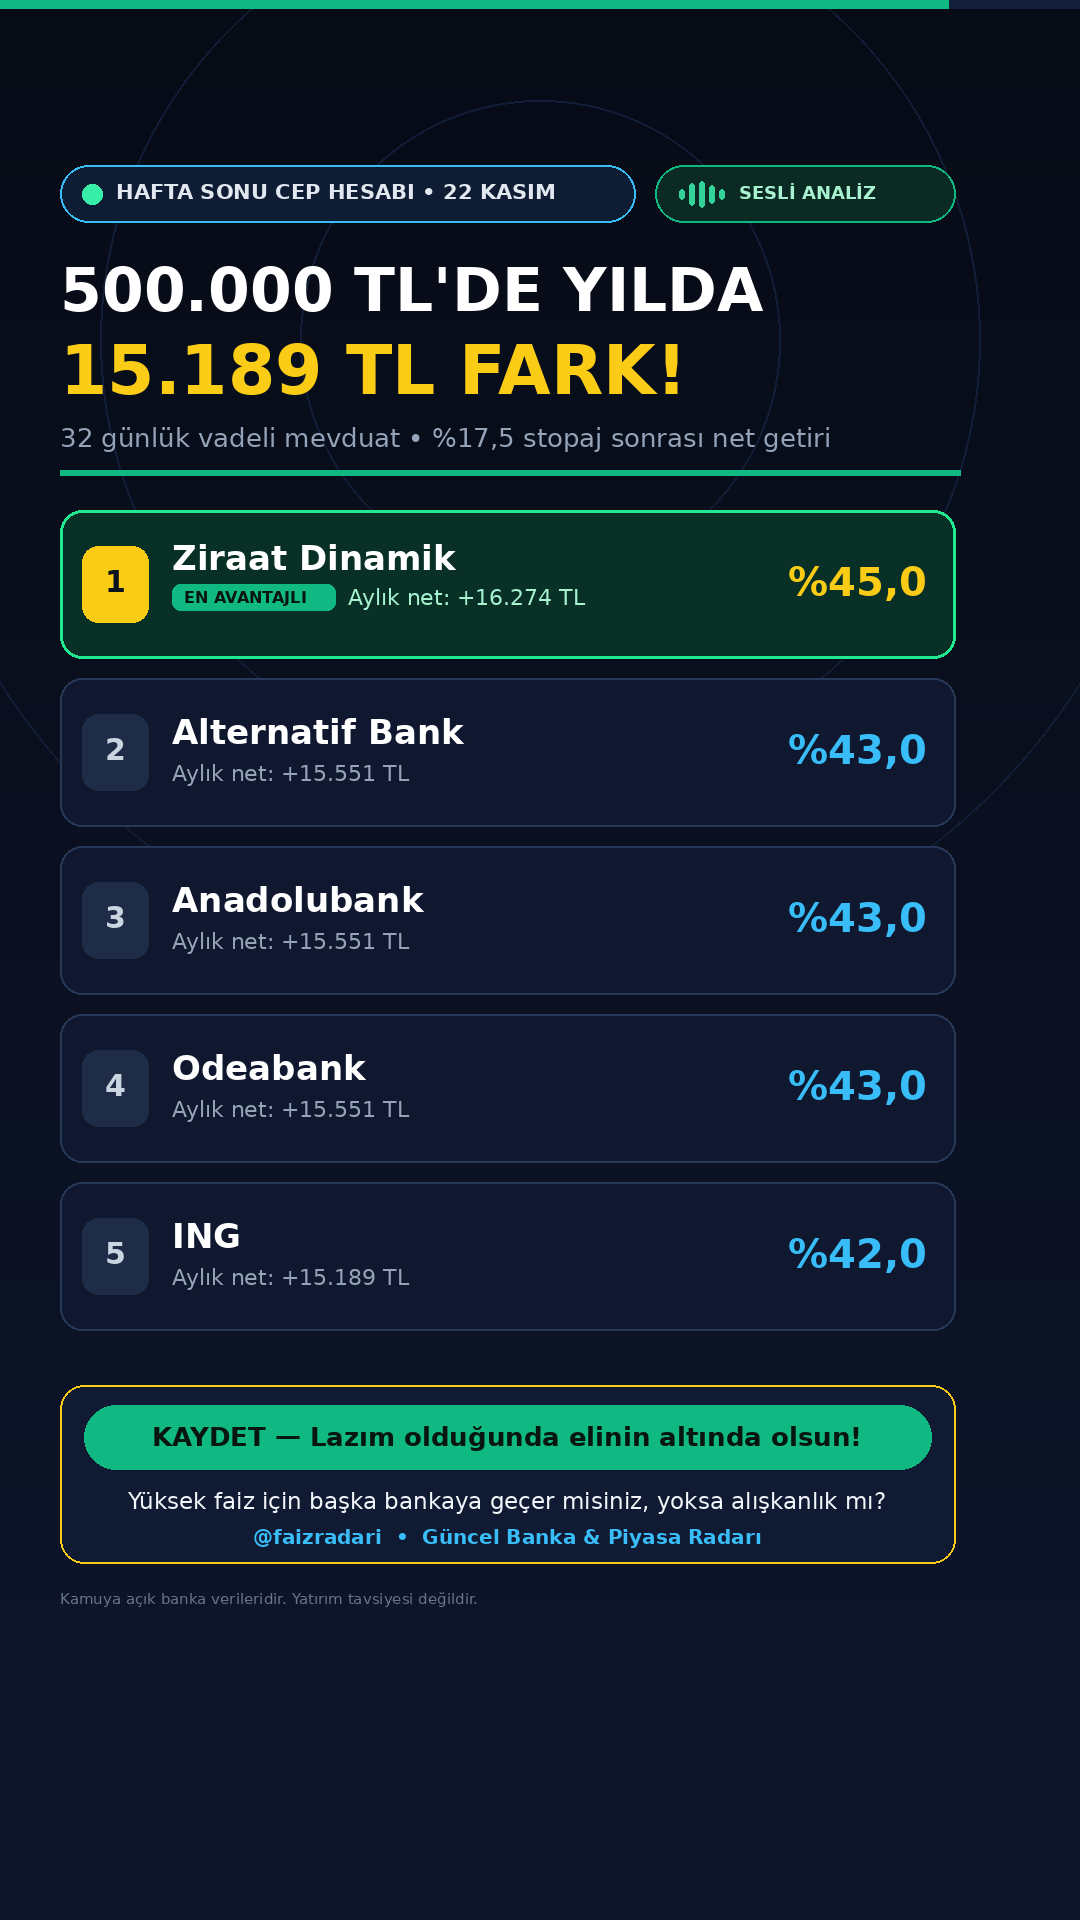 HAFTA SONU CEP HESABI • 22 KASIM
SESLİ ANALİZ
500.000 TL'DE YILDA
15.189 TL FARK!
32 günlük vadeli mevduat • %17,5 stopaj sonrası net getiri
1
Ziraat Dinamik
EN AVANTAJLI Aylık net: +16.274 TL
%45,0
2
Alternatif Bank
Aylık net: +15.551 TL
%43,0
3
Anadolubank
Aylık net: +15.551 TL
%43,0
4
Odeabank
Aylık net: +15.551 TL
%43,0
5
ING
Aylık net: +15.189 TL
%42,0
KAYDET — Lazım olduğunda elinin altında olsun!
Yüksek faiz için başka bankaya geçer misiniz, yoksa alışkanlık mı?
@faizradari • Güncel Banka & Piyasa Radarı
Kamuya açık banka verileridir. Yatırım tavsiyesi değildir.